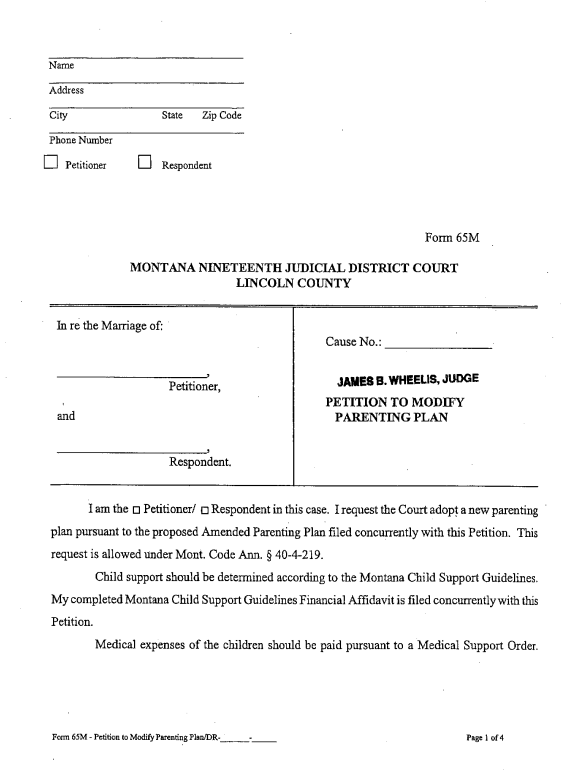 Name
Address
City State Zip Code
Phone Number
☐ Petitioner ☐ Respondent
Form 65M
MONTANA NINETEENTH JUDICIAL DISTRICT COURT
LINCOLN COUNTY
In re the Marriage of:
Cause No.: ____________
____________,
Petitioner,
and
____________,
Respondent.
JAMES B. WHEELIS, JUDGE
PETITION TO MODIFY
PARENTING PLAN
I am the ☐ Petitioner/ ☐ Respondent in this case. I request the Court adopt a new parenting
plan pursuant to the proposed Amended Parenting Plan filed concurrently with this Petition. This
request is allowed under Mont. Code Ann. § 40-4-219.
Child support should be determined according to the Montana Child Support Guidelines.
My completed Montana Child Support Guidelines Financial Affidavit is filed concurrently with this
Petition.
Medical expenses of the children should be paid pursuant to a Medical Support Order.
Form 65M - Petition to Modify Parenting Plan/DR-______-_____ Page 1 of 4